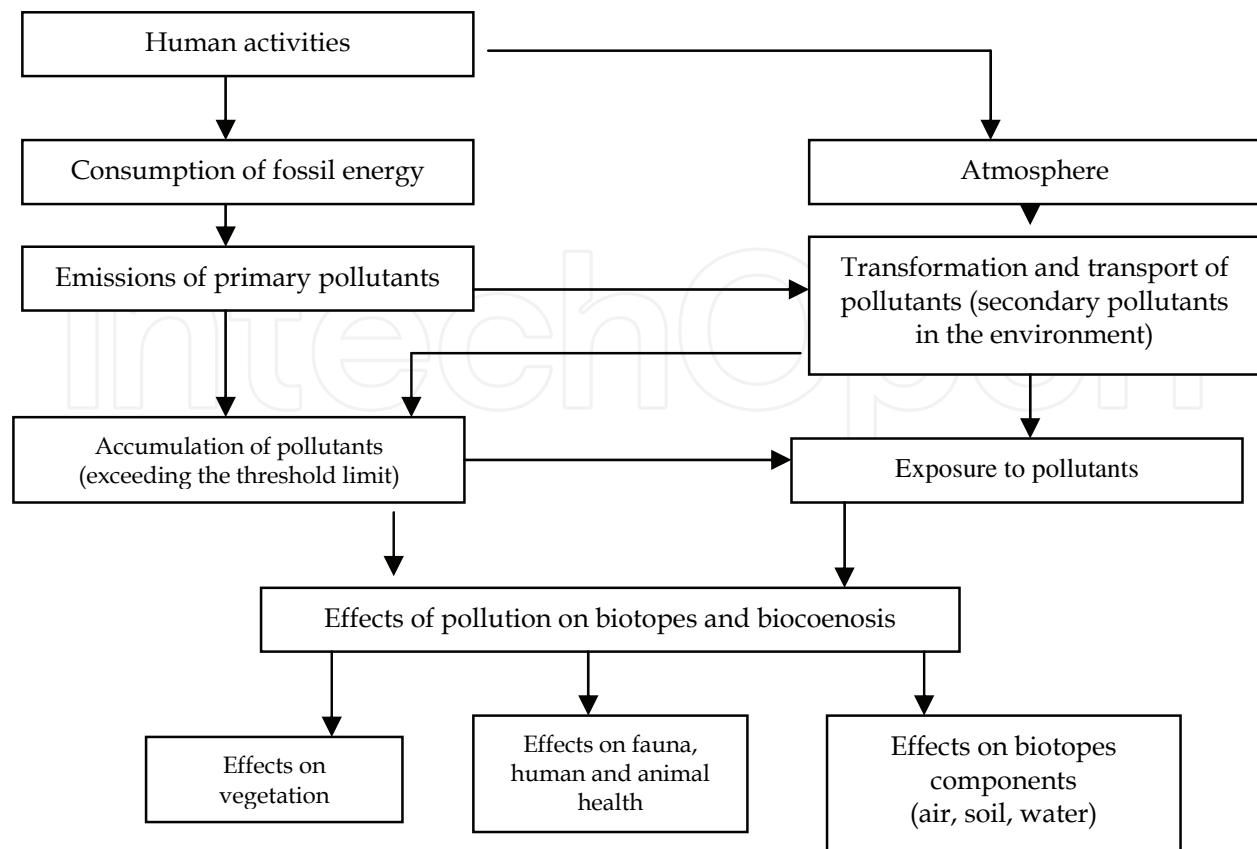 Human activities
Consumption of fossil energy
Atmosphere
Emissions of primary pollutants
Transformation and transport of
pollutants (secondary pollutants
in the environment)
IntechOpen
Accumulation of pollutants
(exceeding the threshold limit)
Exposure to pollutants
Effects of pollution on biotopes and biocoenosis
Effects on
vegetation
Effects on fauna,
human and animal
health
Effects on biotopes
components
(air, soil, water)